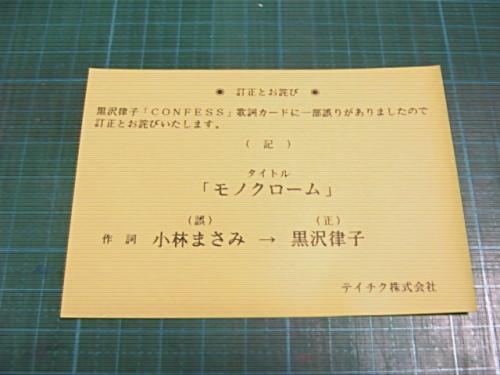 ◉ 訂正とお詫び ◉
黒沢律子「CONFESS」歌詞カードに一部誤りがありましたので
訂正とお詫びいたします。
(記)
タイトル
「モノクローム」
(誤) (正)
作詞 小林まさみ → 黒沢律子
テイチク株式会社